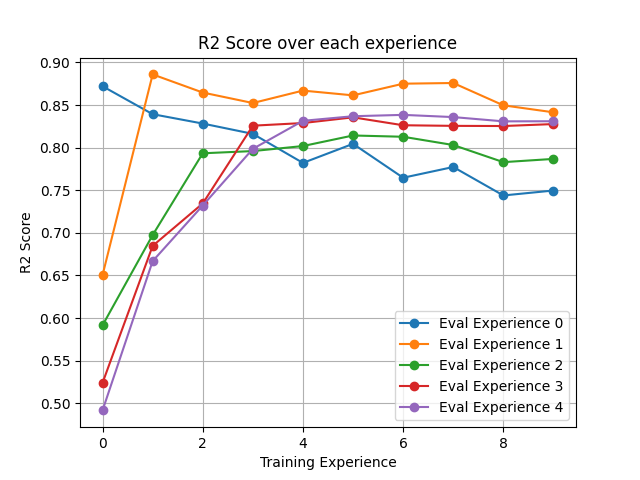 R2 Score over each experience
R2 Score
0.90
0.85
0.80
0.75
0.70
0.65
0.60
0.55
0.50
0 2 4 6 8
Training Experience
Eval Experience 0
Eval Experience 1
Eval Experience 2
Eval Experience 3
Eval Experience 4